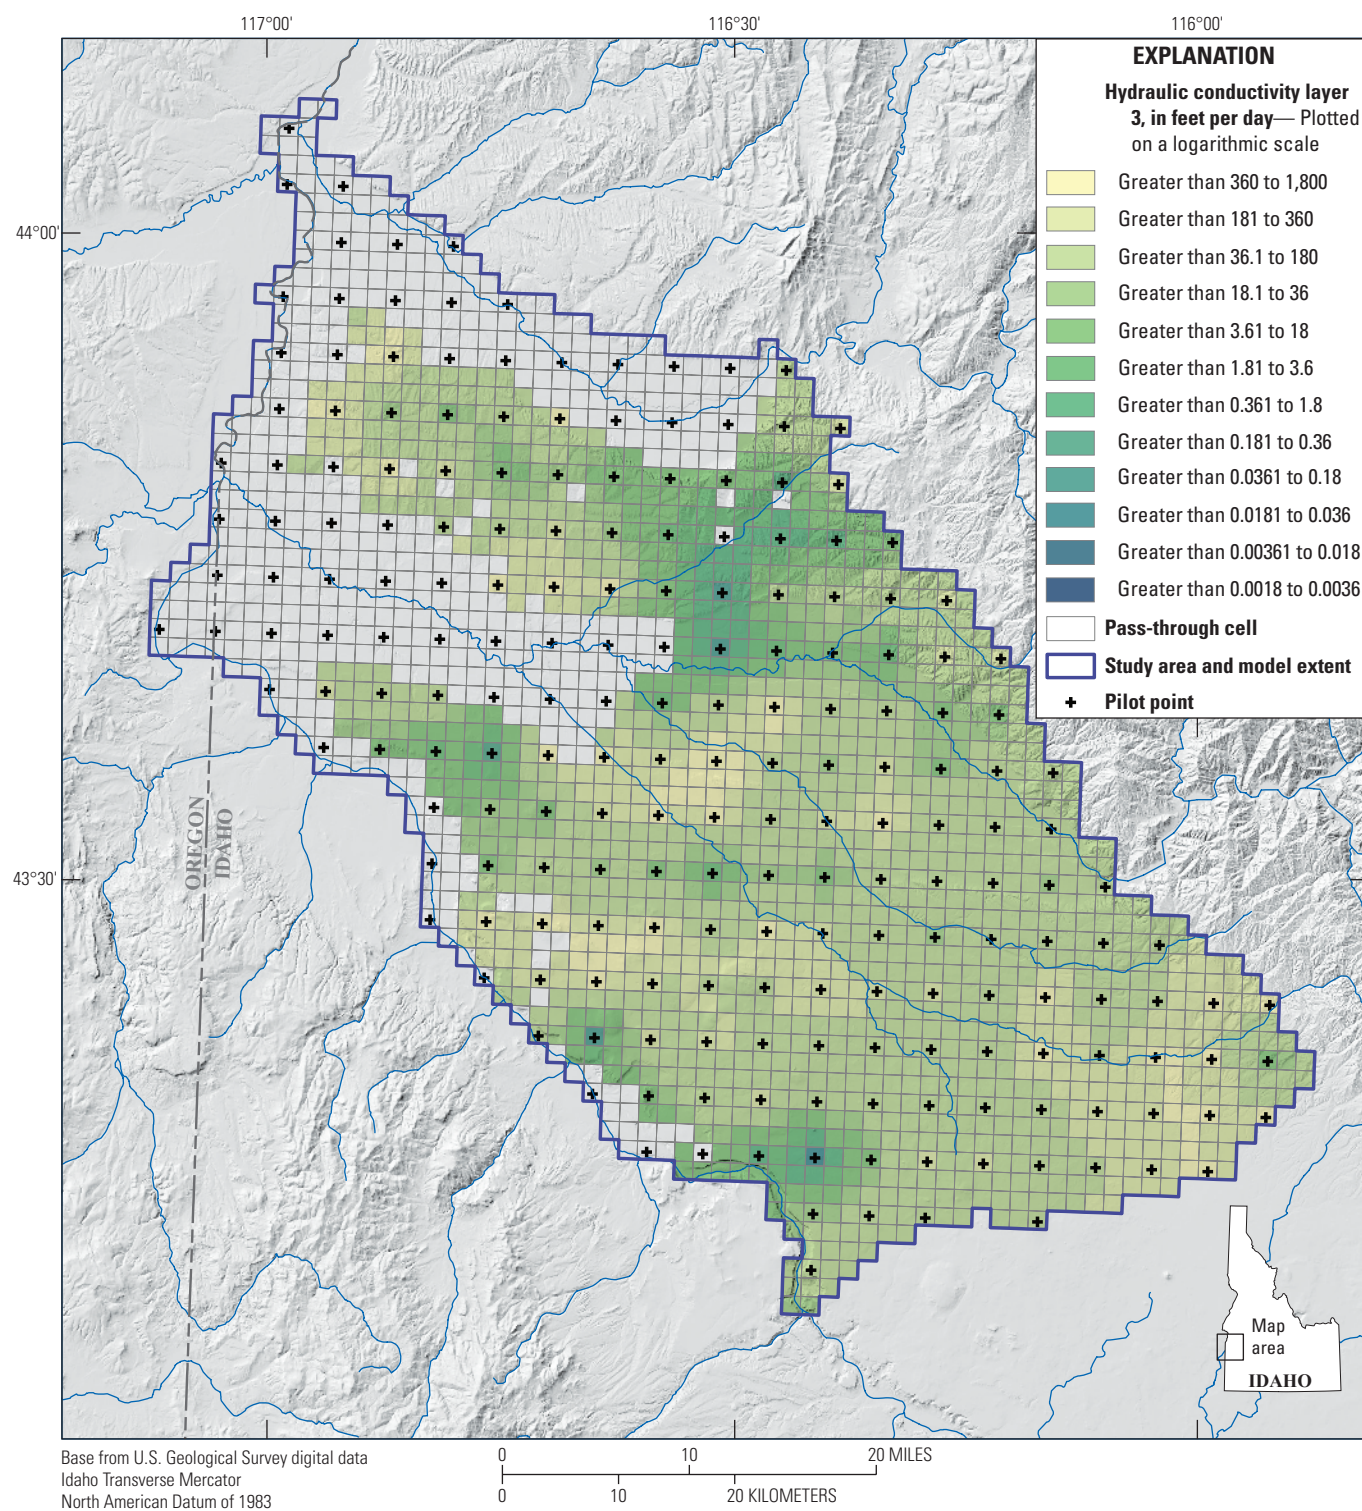 117°00'
116°30'
116°00'
44°00'
43°30'
EXPLANATION
Hydraulic conductivity layer
3, in feet per day— Plotted
on a logarithmic scale
Greater than 360 to 1,800
Greater than 181 to 360
Greater than 36.1 to 180
Greater than 18.1 to 36
Greater than 3.61 to 18
Greater than 1.81 to 3.6
Greater than 0.361 to 1.8
Greater than 0.181 to 0.36
Greater than 0.0361 to 0.18
Greater than 0.0181 to 0.036
Greater than 0.00361 to 0.018
Greater than 0.0018 to 0.0036
Pass-through cell
Study area and model extent
Pilot point
OREGON
IDAHO
Map
area
IDAHO
Base from U.S. Geological Survey digital data
Idaho Transverse Mercator
North American Datum of 1983
0 10 20 MILES
0 10 20 KILOMETERS